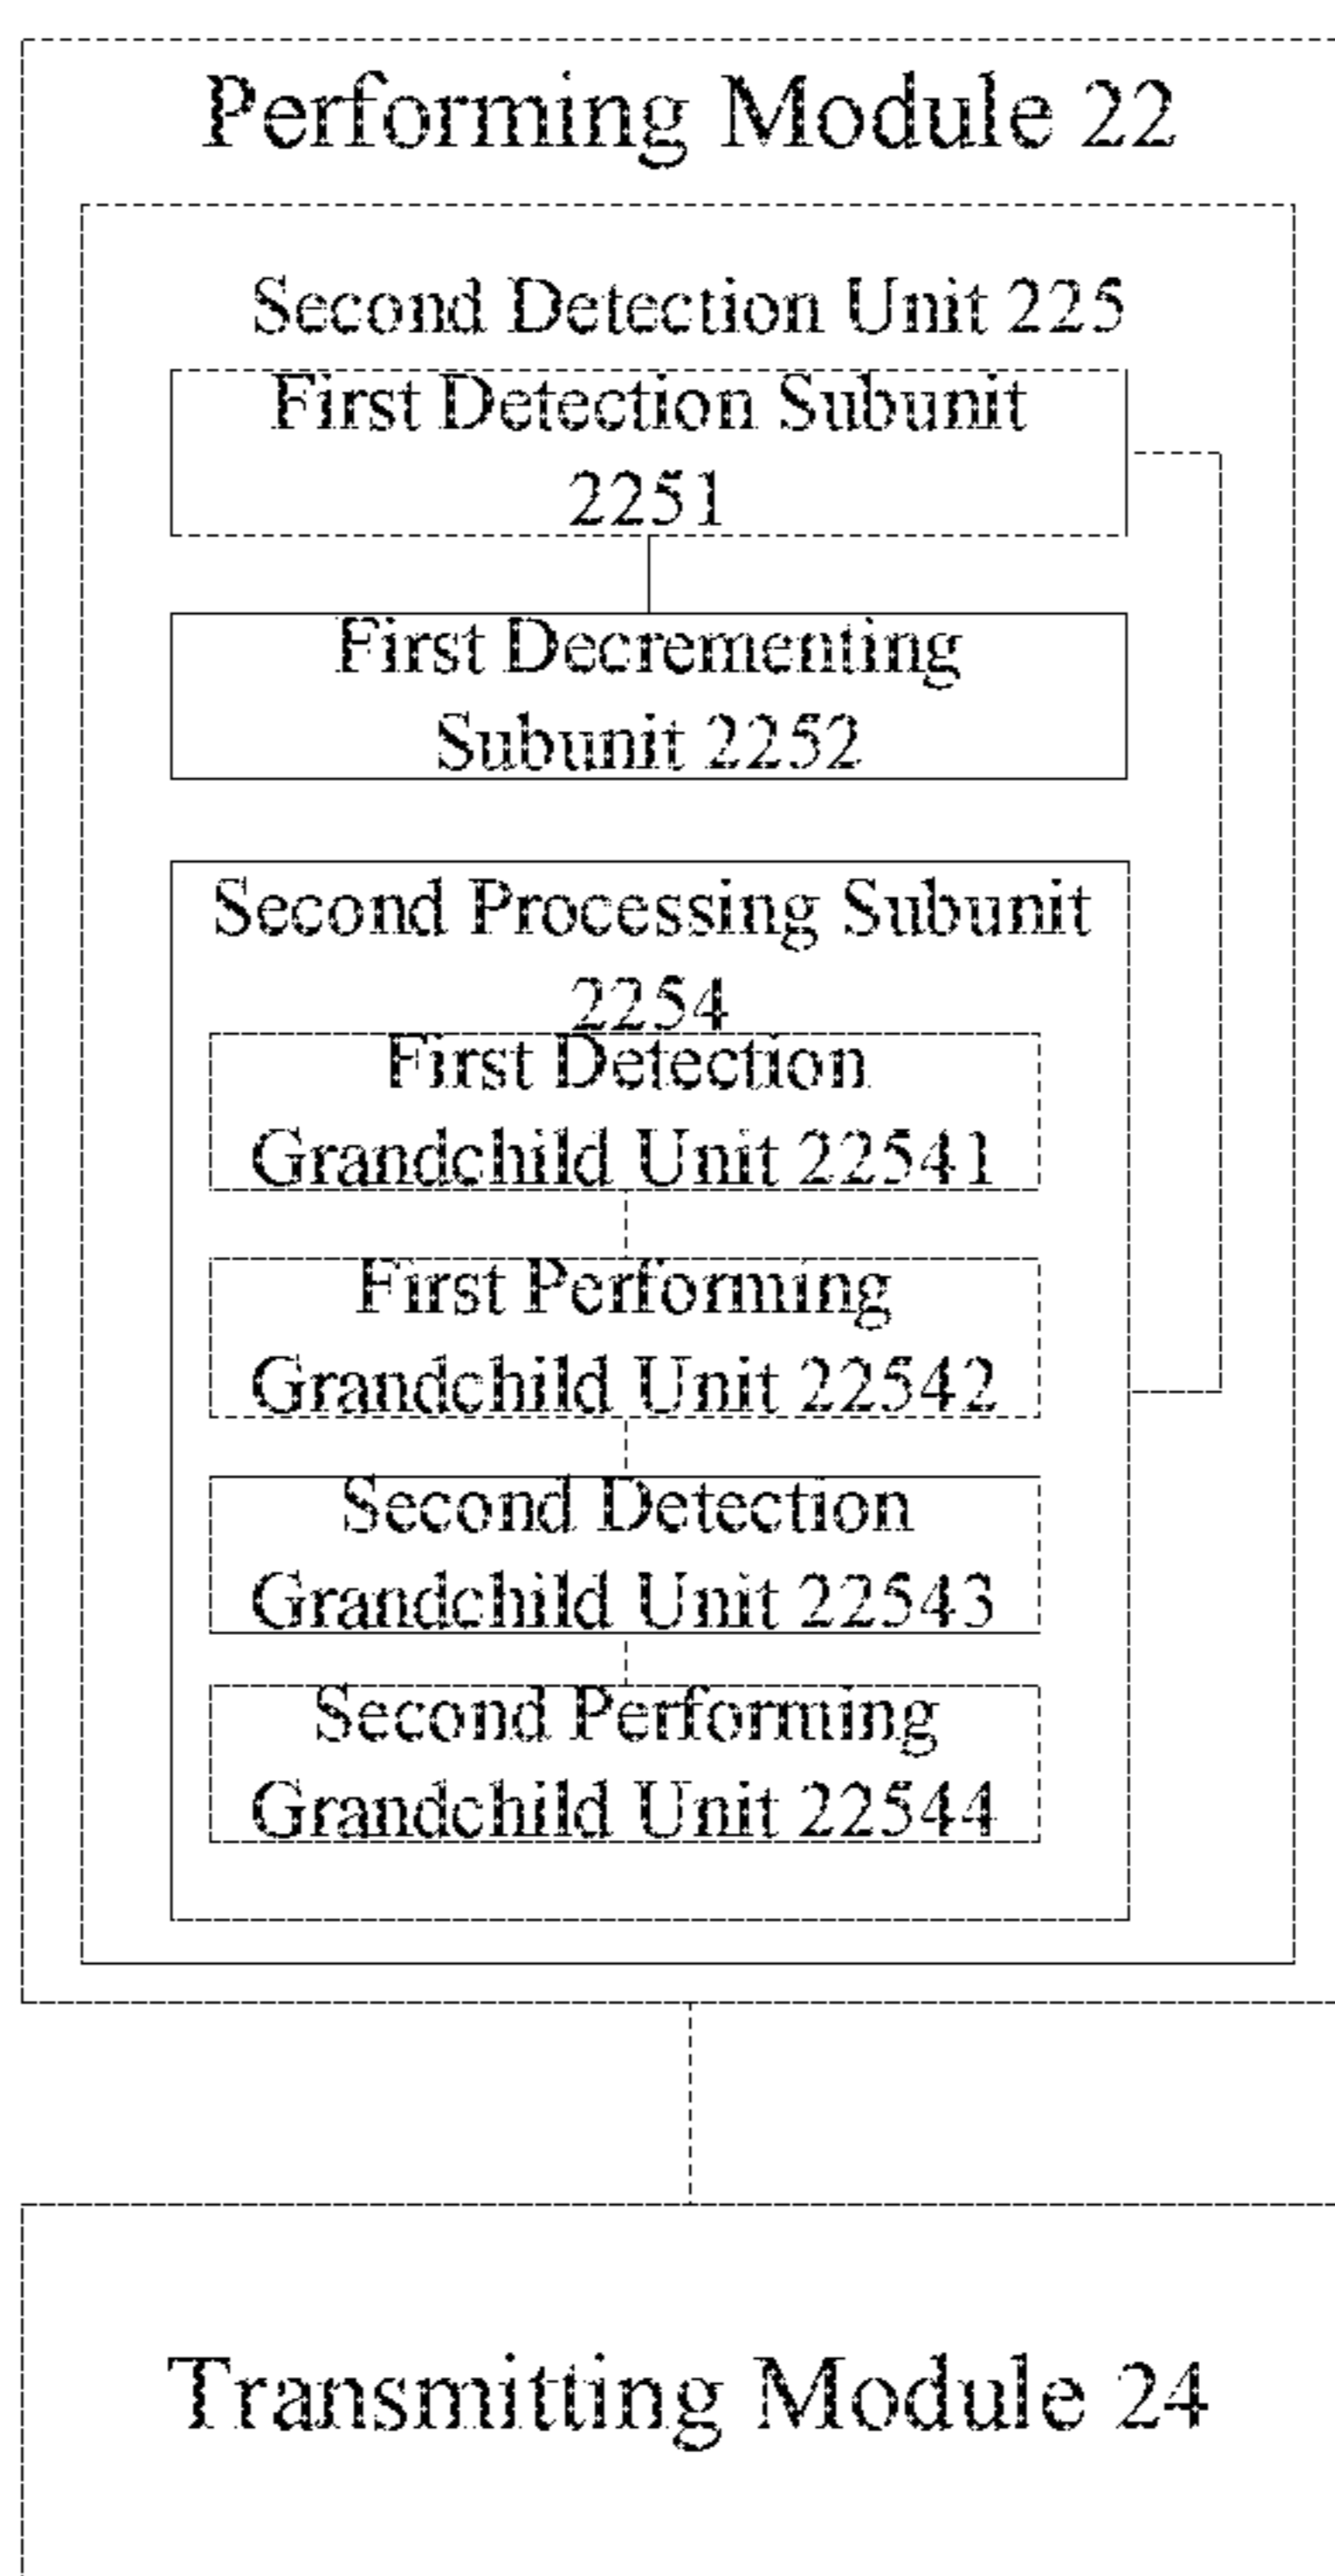 Performing Module 22
Second Detection Unit 225
First Detection Subunit
2251
First Decrementing
Subunit 2252
Second Processing Subunit
2254
First Detection
Grandchild Unit 22541
First Performing
Grandchild Unit 22542
Second Detection
Grandchild Unit 22543
Second Performing
Grandchild Unit 22544
Transmitting Module 24